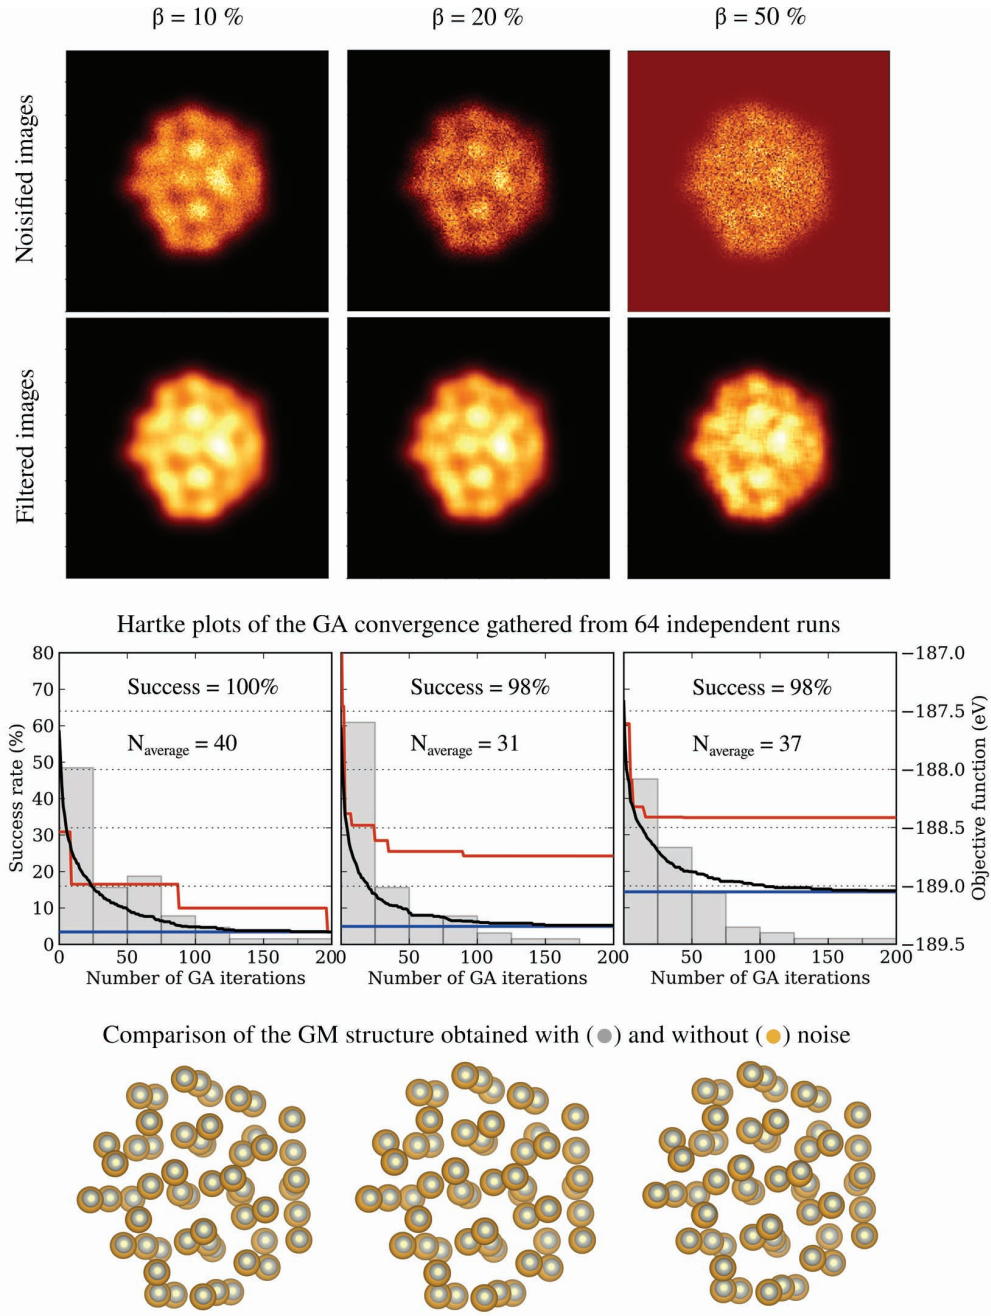 β = 10 %
β = 20 %
β = 50 %
Noisified images
Filtered images
Hartke plots of the GA convergence gathered from 64 independent runs
80
70
60
50
40
30
20
10
0
Success rate (%)
Success = 100%
N_average = 40
Success = 98%
N_average = 31
Success = 98%
N_average = 37
−187.0
−187.5
−188.0
−188.5
−189.0
−189.5
Objective function (eV)
0 50 100 150 200
50 100 150 200
50 100 150 200
Number of GA iterations
Number of GA iterations
Number of GA iterations
Comparison of the GM structure obtained with (●) and without (●) noise